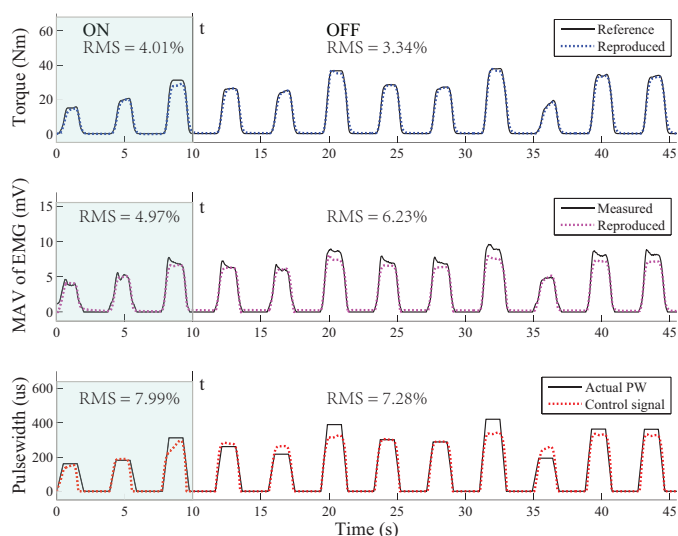 ON
t
OFF
RMS = 4.01%
RMS = 3.34%
Reference
Reproduced
Torque (Nm)
60
40
20
0
0 5 10 15 20 25 30 35 40 45
RMS = 4.97%
t
RMS = 6.23%
Measured
Reproduced
MAV of EMG (mV)
15
10
5
0
0 5 10 15 20 25 30 35 40 45
RMS = 7.99%
t
RMS = 7.28%
Actual PW
Control signal
Pulsewidth (us)
600
400
200
0
0 5 10 15 20 25 30 35 40 45
Time (s)